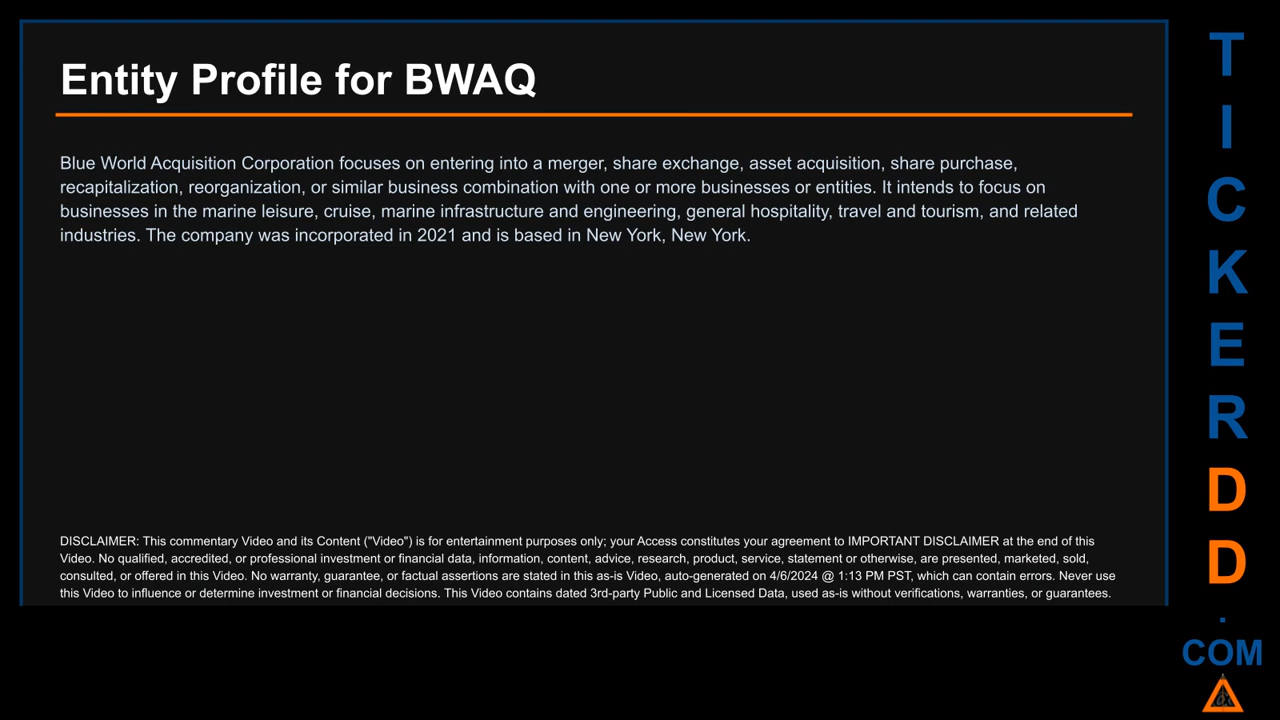 Entity Profile for BWAQ
Blue World Acquisition Corporation focuses on entering into a merger, share exchange, asset acquisition, share purchase,
recapitalization, reorganization, or similar business combination with one or more businesses or entities. It intends to focus on
businesses in the marine leisure, cruise, marine infrastructure and engineering, general hospitality, travel and tourism, and related
industries. The company was incorporated in 2021 and is based in New York, New York.
DISCLAIMER: This commentary Video and its Content ("Video") is for entertainment purposes only; your Access constitutes your agreement to IMPORTANT DISCLAIMER at the end of this
Video. No qualified, accredited, or professional investment or financial data, information, content, advice, research, product, service, statement or otherwise, are presented, marketed, sold,
consulted, or offered in this Video. No warranty, guarantee, or factual assertions are stated in this as-is Video, auto-generated on 4/6/2024 @ 1:13 PM PST, which can contain errors. Never use
this Video to influence or determine investment or financial decisions. This Video contains dated 3rd-party Public and Licensed Data, used as-is without verifications, warranties, or guarantees.
T
I
C
K
E
R
D
D
.
COM